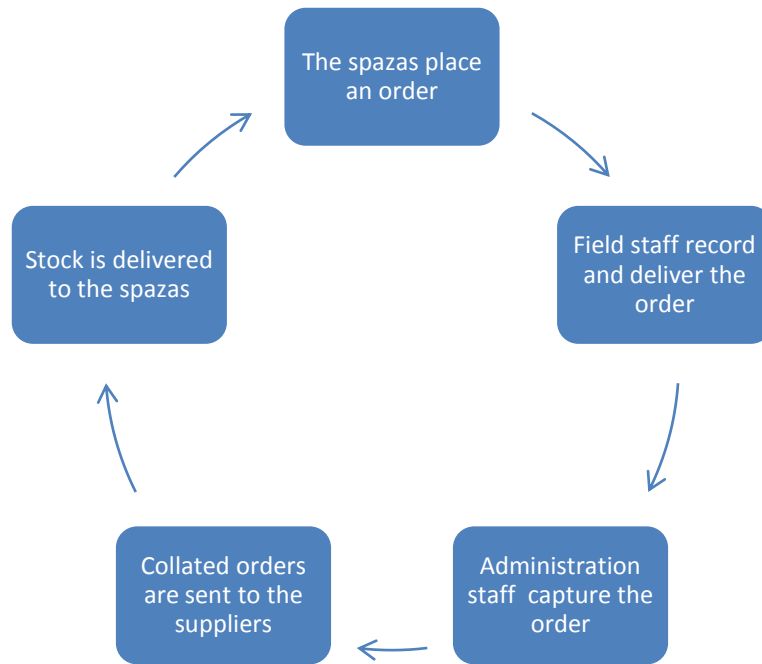 The spazas place
an order
Field staff record
and deliver the
order
Administration
staff  capture the
order
Collated orders
are sent to the
suppliers
Stock is delivered
to the spazas